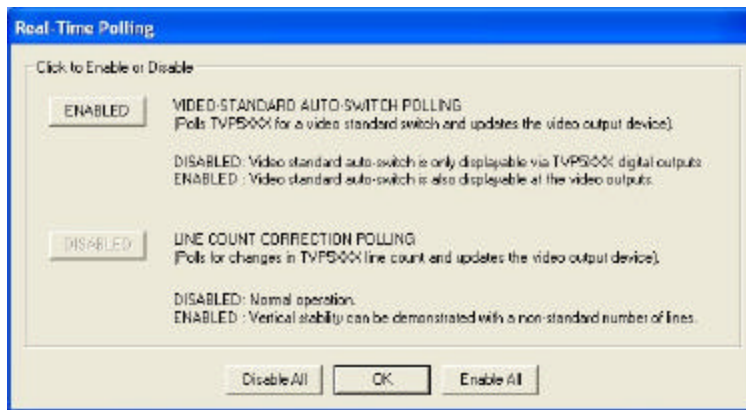 Real-Time Polling
Click to Enable or Disable
ENABLED
VIDEO-STANDARD AUTO-SWITCH POLLING
(Polls TVP5XXX for a video standard switch and updates the video output device).
DISABLED: Video standard auto-switch is only displayable via TVP5XXX digital outputs
ENABLED : Video standard auto-switch is also displayable at the video outputs.
DISABLED
LINE COUNT CORRECTION POLLING
(Polls for changes in TVP5XXX line count and updates the video output device).
DISABLED: Normal operation.
ENABLED : Vertical stability can be demonstrated with a non-standard number of lines.
Disable All
OK
Enable All